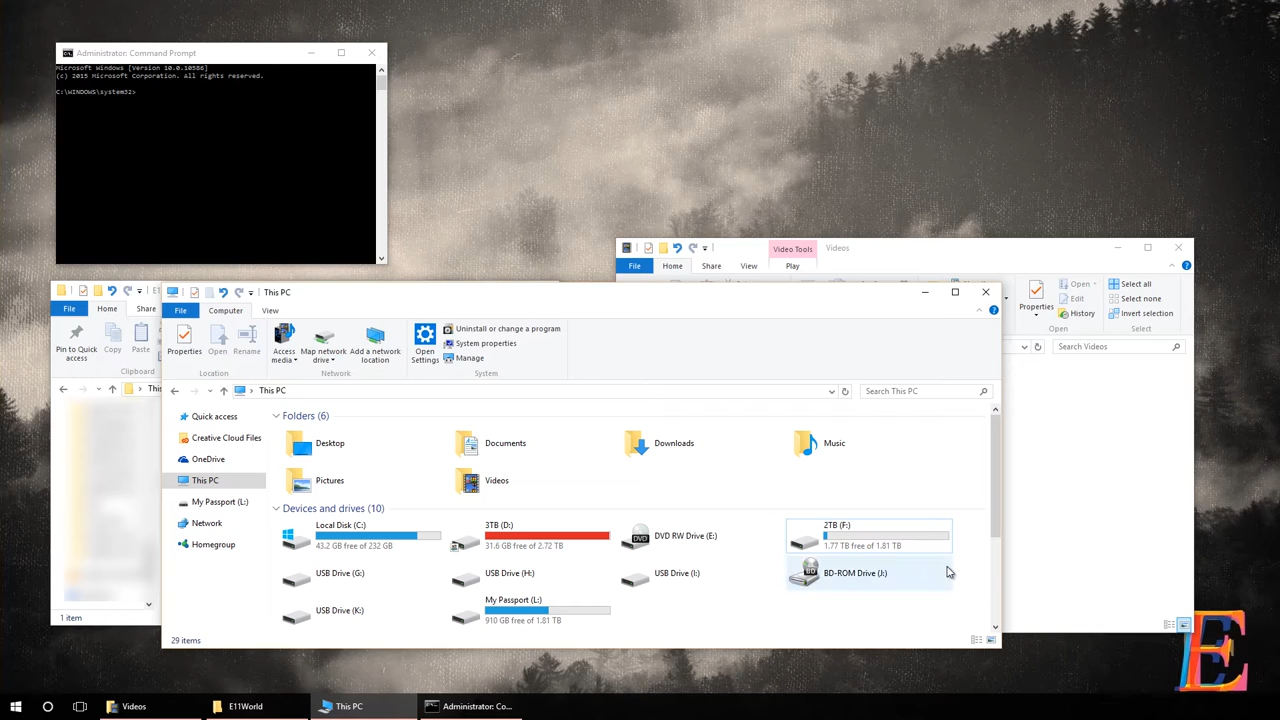 Administrator: Command Prompt
Microsoft Windows [Version 10.0.10586]
(c) 2015 Microsoft Corporation. All rights reserved.
C:\WINDOWS\system32>
Video Tools
Videos
File
Home
Share
View
Play
Properties
Open
Edit
History
Open
Select all
Select none
Invert selection
Select
Search Videos
E1
File
Home
Share
Pin to Quick access
Copy
Paste
Clipboard
This
1 item
This PC
File
Computer
View
Properties
Open
Rename
Location
Access media
Map network drive
Add a network location
Network
Open Settings
Uninstall or change a program
System properties
Manage
System
This PC
Search This PC
Quick access
Creative Cloud Files
OneDrive
This PC
My Passport (L:)
Network
Homegroup
Folders (6)
Desktop
Documents
Downloads
Music
Pictures
Videos
Devices and drives (10)
Local Disk (C:)
43.2 GB free of 232 GB
3TB (D:)
31.6 GB free of 2.72 TB
DVD
DVD RW Drive (E:)
2TB (F:)
1.77 TB free of 1.81 TB
USB Drive (G:)
USB Drive (H:)
USB Drive (I:)
BD
BD-ROM Drive (J:)
USB Drive (K:)
My Passport (L:)
910 GB free of 1.81 TB
29 items
E
Videos
E11World
This PC
Administrator: Co...